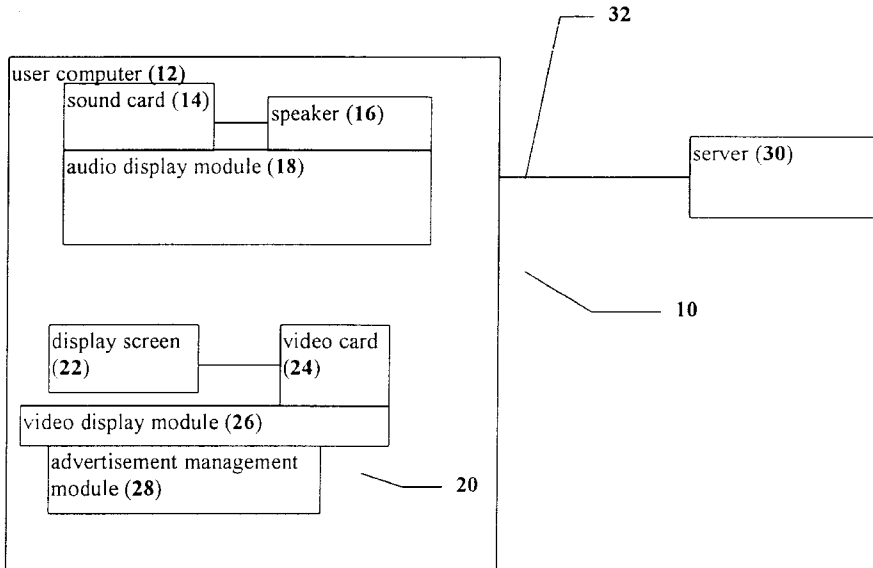 32
user computer (12)
sound card (14)
speaker (16)
audio display module (18)
server (30)
10
display screen
(22)
video card
(24)
video display module (26)
advertisement management
module (28)
20